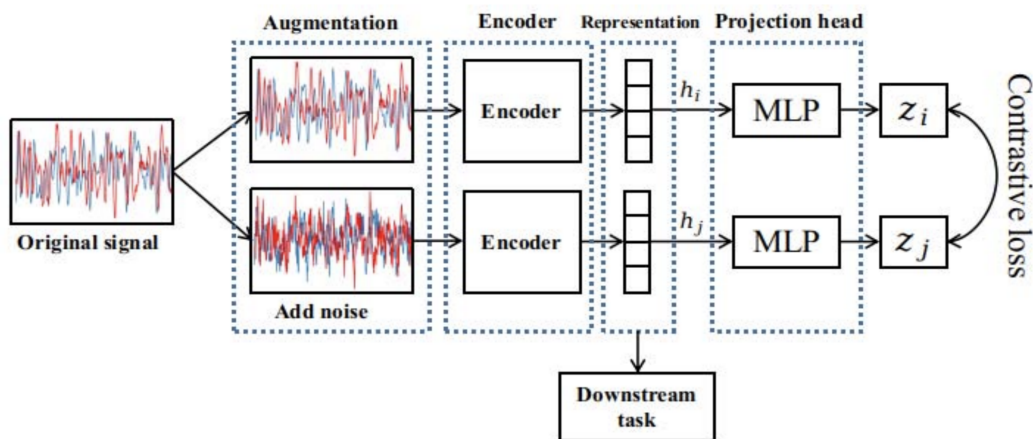 Augmentation
Encoder
Representation
Projection head
Original signal
Encoder
h_i
MLP
z_i
Encoder
h_j
MLP
z_j
Add noise
Contrastive loss
Downstream
task